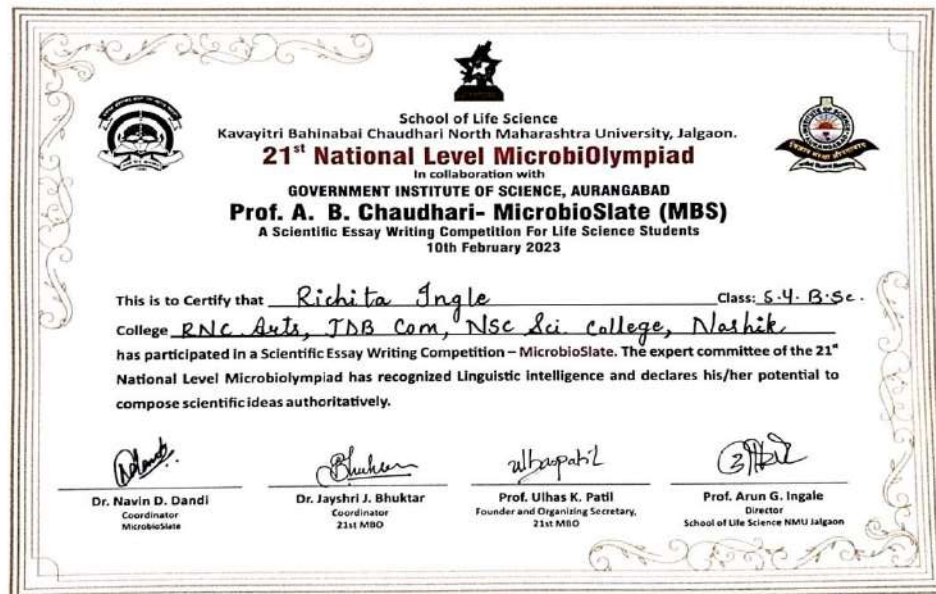 School of Life Science
Kavayitri Bahinabai Chaudhari North Maharashtra University, Jalgaon.
21st National Level MicrobiOlympiad
In collaboration with
GOVERNMENT INSTITUTE OF SCIENCE, AURANGABAD
Prof. A. B. Chaudhari- MicrobioSlate (MBS)
A Scientific Essay Writing Competition For Life Science Students
10th February 2023
This is to Certify that Richita Ingle Class: S.Y. B.Sc.
College RNC Arts, JDB Com, NSC Sci. College, Nashik
has participated in a Scientific Essay Writing Competition – MicrobioSlate. The expert committee of the 21st
National Level Microbiolympiad has recognized Linguistic intelligence and declares his/her potential to
compose scientific ideas authoritatively.
Dr. Navin D. Dandi
Coordinator
MicrobioSlate
Dr. Jayshri J. Bhuktar
Coordinator
21st MBO
Prof. Ulhas K. Patil
Founder and Organizing Secretary,
21st MBO
Prof. Arun G. Ingale
Director
School of Life Science NMU Jalgaon